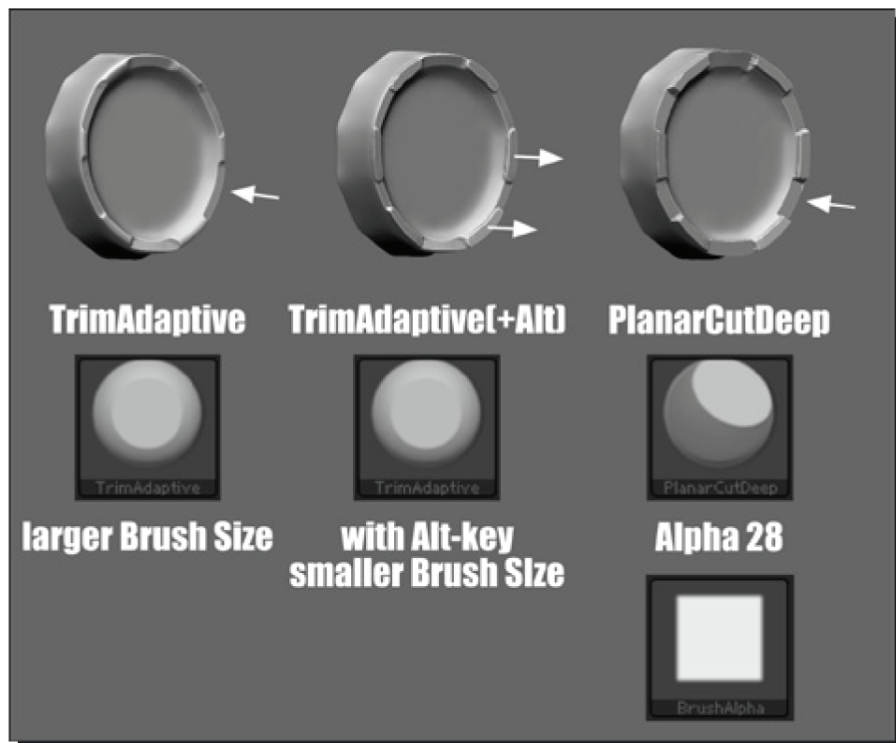 TrimAdaptive TrimAdaptive(+Alt) PlanarCutDeep
TrimAdaptive TrimAdaptive PlanarCutDeep
larger Brush Size with Alt-key Alpha 28
smaller Brush SIze
BrushAlpha